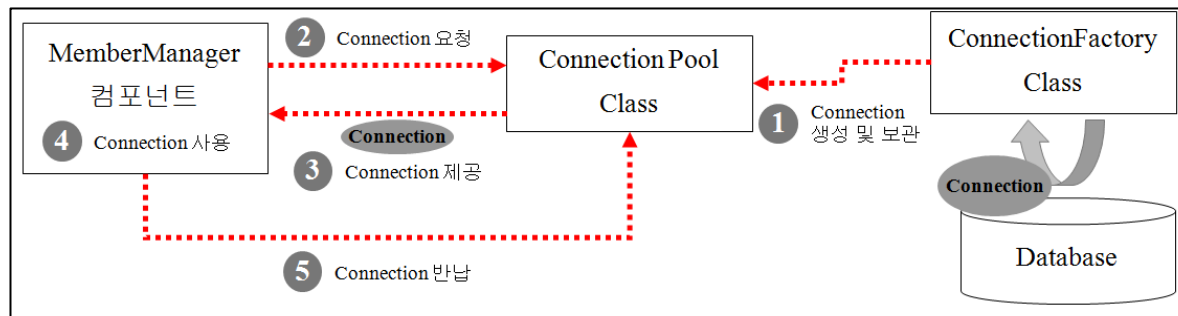 MemberManager
컴포넌트
4 Connection 사용
2 Connection 요청
Connection
3 Connection 제공
5 Connection 반납
Connection Pool
Class
1 Connection
생성 및 보관
ConnectionFactory
Class
Connection
Database